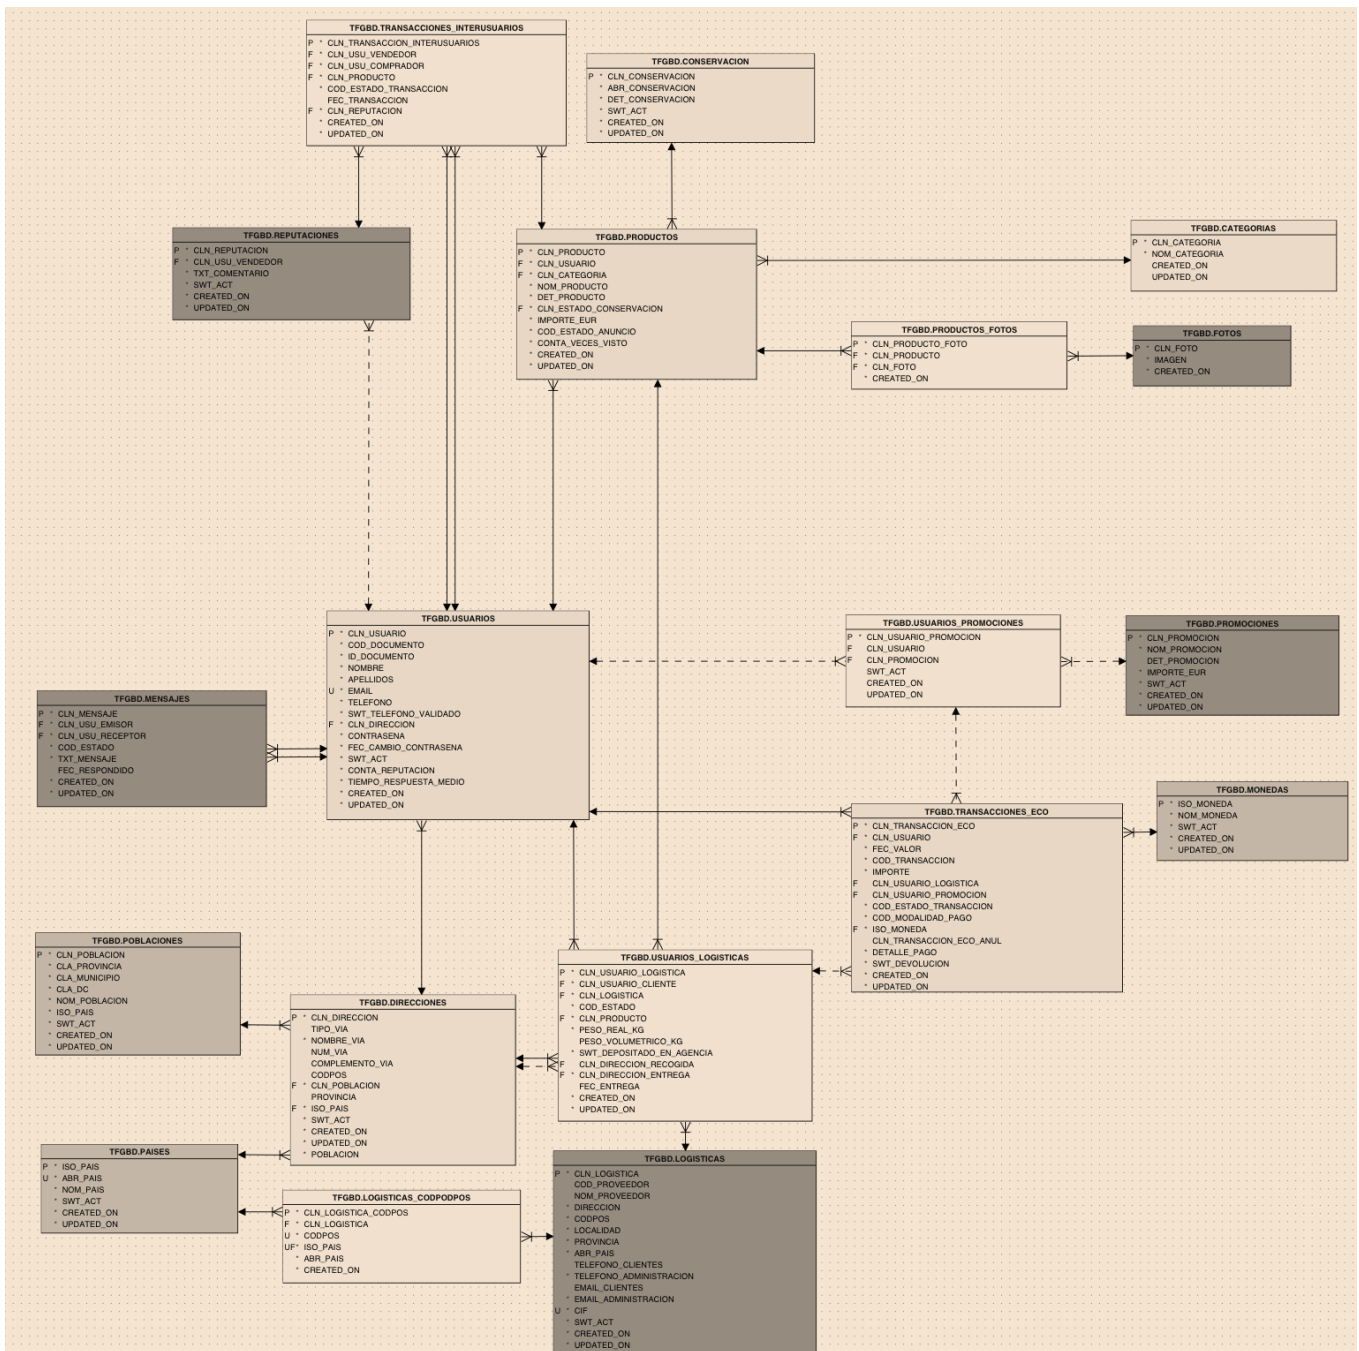 TFGBD.TRANSACCIONES_INTERUSUARIOS
P * CLN_TRANSACCION_INTERUSUARIOS
F * CLN_USU_VENDEDOR
F * CLN_USU_COMPRADOR
F * CLN_PRODUCTO
* COD_ESTADO_TRANSACCION
FEC_TRANSACCION
F * CLN_REPUTACION
* CREATED_ON
* UPDATED_ON
TFGBD.CONSERVACION
P * CLN_CONSERVACION
* ABR_CONSERVACION
* DET_CONSERVACION
* SWT_ACT
* CREATED_ON
* UPDATED_ON
TFGBD.REPUTACIONES
P * CLN_REPUTACION
F * CLN_USU_VENDEDOR
* TXT_COMENTARIO
* SWT_ACT
* CREATED_ON
* UPDATED_ON
TFGBD.PRODUCTOS
P * CLN_PRODUCTO
F * CLN_USUARIO
F * CLN_CATEGORIA
* NOM_PRODUCTO
* DET_PRODUCTO
F * CLN_ESTADO_CONSERVACION
* IMPORTE_EUR
* COD_ESTADO_ANUNCIO
* CONTA_VECES_VISTO
* CREATED_ON
* UPDATED_ON
TFGBD.CATEGORIAS
P * CLN_CATEGORIA
* NOM_CATEGORIA
CREATED_ON
UPDATED_ON
TFGBD.PRODUCTOS_FOTOS
P * CLN_PRODUCTO_FOTO
F * CLN_PRODUCTO
F * CLN_FOTO
* CREATED_ON
TFGBD.FOTOS
P * CLN_FOTO
* IMAGEN
* CREATED_ON
TFGBD.USUARIOS
P * CLN_USUARIO
* COD_DOCUMENTO
* ID_DOCUMENTO
* NOMBRE
* APELLIDOS
U * EMAIL
* TELEFONO
* SWT_TELEFONO_VALIDADO
F * CLN_DIRECCION
* CONTRASENA
* FEC_CAMBIO_CONTRASENA
* SWT_ACT
* CONTA_REPUTACION
* TIEMPO_RESPUESTA_MEDIO
* CREATED_ON
* UPDATED_ON
TFGBD.USUARIOS_PROMOCIONES
P * CLN_USUARIO_PROMOCION
F CLN_USUARIO
F CLN_PROMOCION
SWT_ACT
CREATED_ON
UPDATED_ON
TFGBD.PROMOCIONES
P * CLN_PROMOCION
* NOM_PROMOCION
DET_PROMOCION
* IMPORTE_EUR
* SWT_ACT
* CREATED_ON
* UPDATED_ON
TFGBD.MENSAJES
P * CLN_MENSAJE
F * CLN_USU_EMISOR
F * CLN_USU_RECEPTOR
* COD_ESTADO
* TXT_MENSAJE
FEC_RESPONDIDO
* CREATED_ON
* UPDATED_ON
TFGBD.TRANSACCIONES_ECO
P * CLN_TRANSACCION_ECO
F * CLN_USUARIO
* FEC_VALOR
* COD_TRANSACCION
* IMPORTE
F CLN_USUARIO_LOGISTICA
F CLN_USUARIO_PROMOCION
* COD_ESTADO_TRANSACCION
* COD_MODALIDAD_PAGO
F * ISO_MONEDA
CLN_TRANSACCION_ECO_ANUL
* DETALLE_PAGO
* SWT_DEVOLUCION
* CREATED_ON
* UPDATED_ON
TFGBD.MONEDAS
P * ISO_MONEDA
* NOM_MONEDA
* SWT_ACT
* CREATED_ON
* UPDATED_ON
TFGBD.POBLACIONES
P * CLN_POBLACION
* CLA_PROVINCIA
* CLA_MUNICIPIO
* CLA_DC
* NOM_POBLACION
* ISO_PAIS
* SWT_ACT
* CREATED_ON
* UPDATED_ON
TFGBD.USUARIOS_LOGISTICAS
P * CLN_USUARIO_LOGISTICA
F * CLN_USUARIO_CLIENTE
F * CLN_LOGISTICA
* COD_ESTADO
F * CLN_PRODUCTO
* PESO_REAL_KG
PESO_VOLUMETRICO_KG
* SWT_DEPOSITADO_EN_AGENCIA
F CLN_DIRECCION_RECOGIDA
F * CLN_DIRECCION_ENTREGA
FEC_ENTREGA
* CREATED_ON
* UPDATED_ON
TFGBD.DIRECCIONES
P * CLN_DIRECCION
TIPO_VIA
* NOMBRE_VIA
NUM_VIA
COMPLEMENTO_VIA
CODPOS
F * CLN_POBLACION
PROVINCIA
F * ISO_PAIS
* SWT_ACT
* CREATED_ON
* UPDATED_ON
* POBLACION
TFGBD.PAISES
P * ISO_PAIS
U * ABR_PAIS
* NOM_PAIS
* SWT_ACT
* CREATED_ON
* UPDATED_ON
TFGBD.LOGISTICAS_CODPODPOS
P * CLN_LOGISTICA_CODPOS
F * CLN_LOGISTICA
U * CODPOS
UF* ISO_PAIS
* ABR_PAIS
* CREATED_ON
TFGBD.LOGISTICAS
P * CLN_LOGISTICA
COD_PROVEEDOR
NOM_PROVEEDOR
* DIRECCION
* CODPOS
* LOCALIDAD
* PROVINCIA
* ABR_PAIS
TELEFONO_CLIENTES
* TELEFONO_ADMINISTRACION
EMAIL_CLIENTES
* EMAIL_ADMINISTRACION
U * CIF
* SWT_ACT
* CREATED_ON
* UPDATED_ON